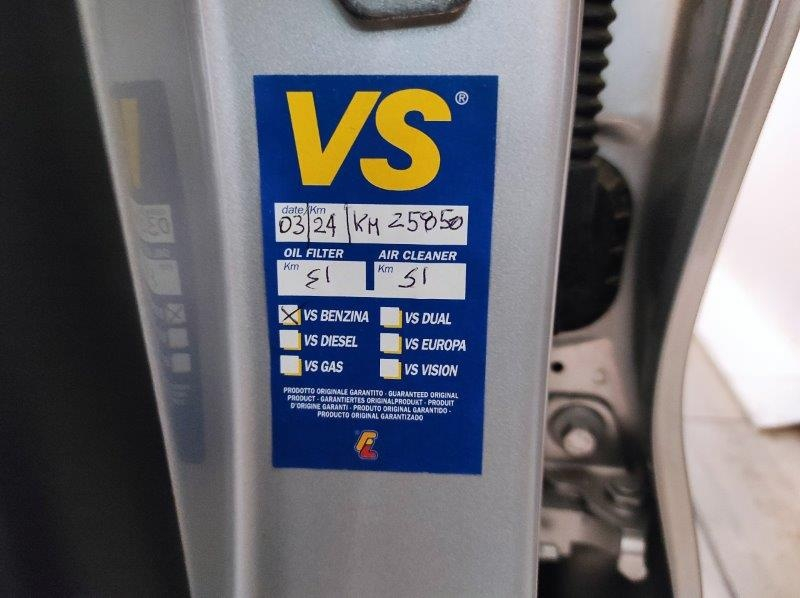 VS®
date/Km
03/24 KM 25850
OIL FILTER AIR CLEANER
Km SI Km SI
VS BENZINA VS DUAL
VS DIESEL VS EUROPA
VS GAS VS VISION
PRODOTTO ORIGINALE GARANTITO - GUARANTEED ORIGINAL
PRODUCT - GARANTIERTES ORIGINALPRODUKT - PRODUIT
D'ORIGINE GARANTI - PRODUTO ORIGINAL GARANTIDO -
PRODUCTO ORIGINAL GARANTIZADO